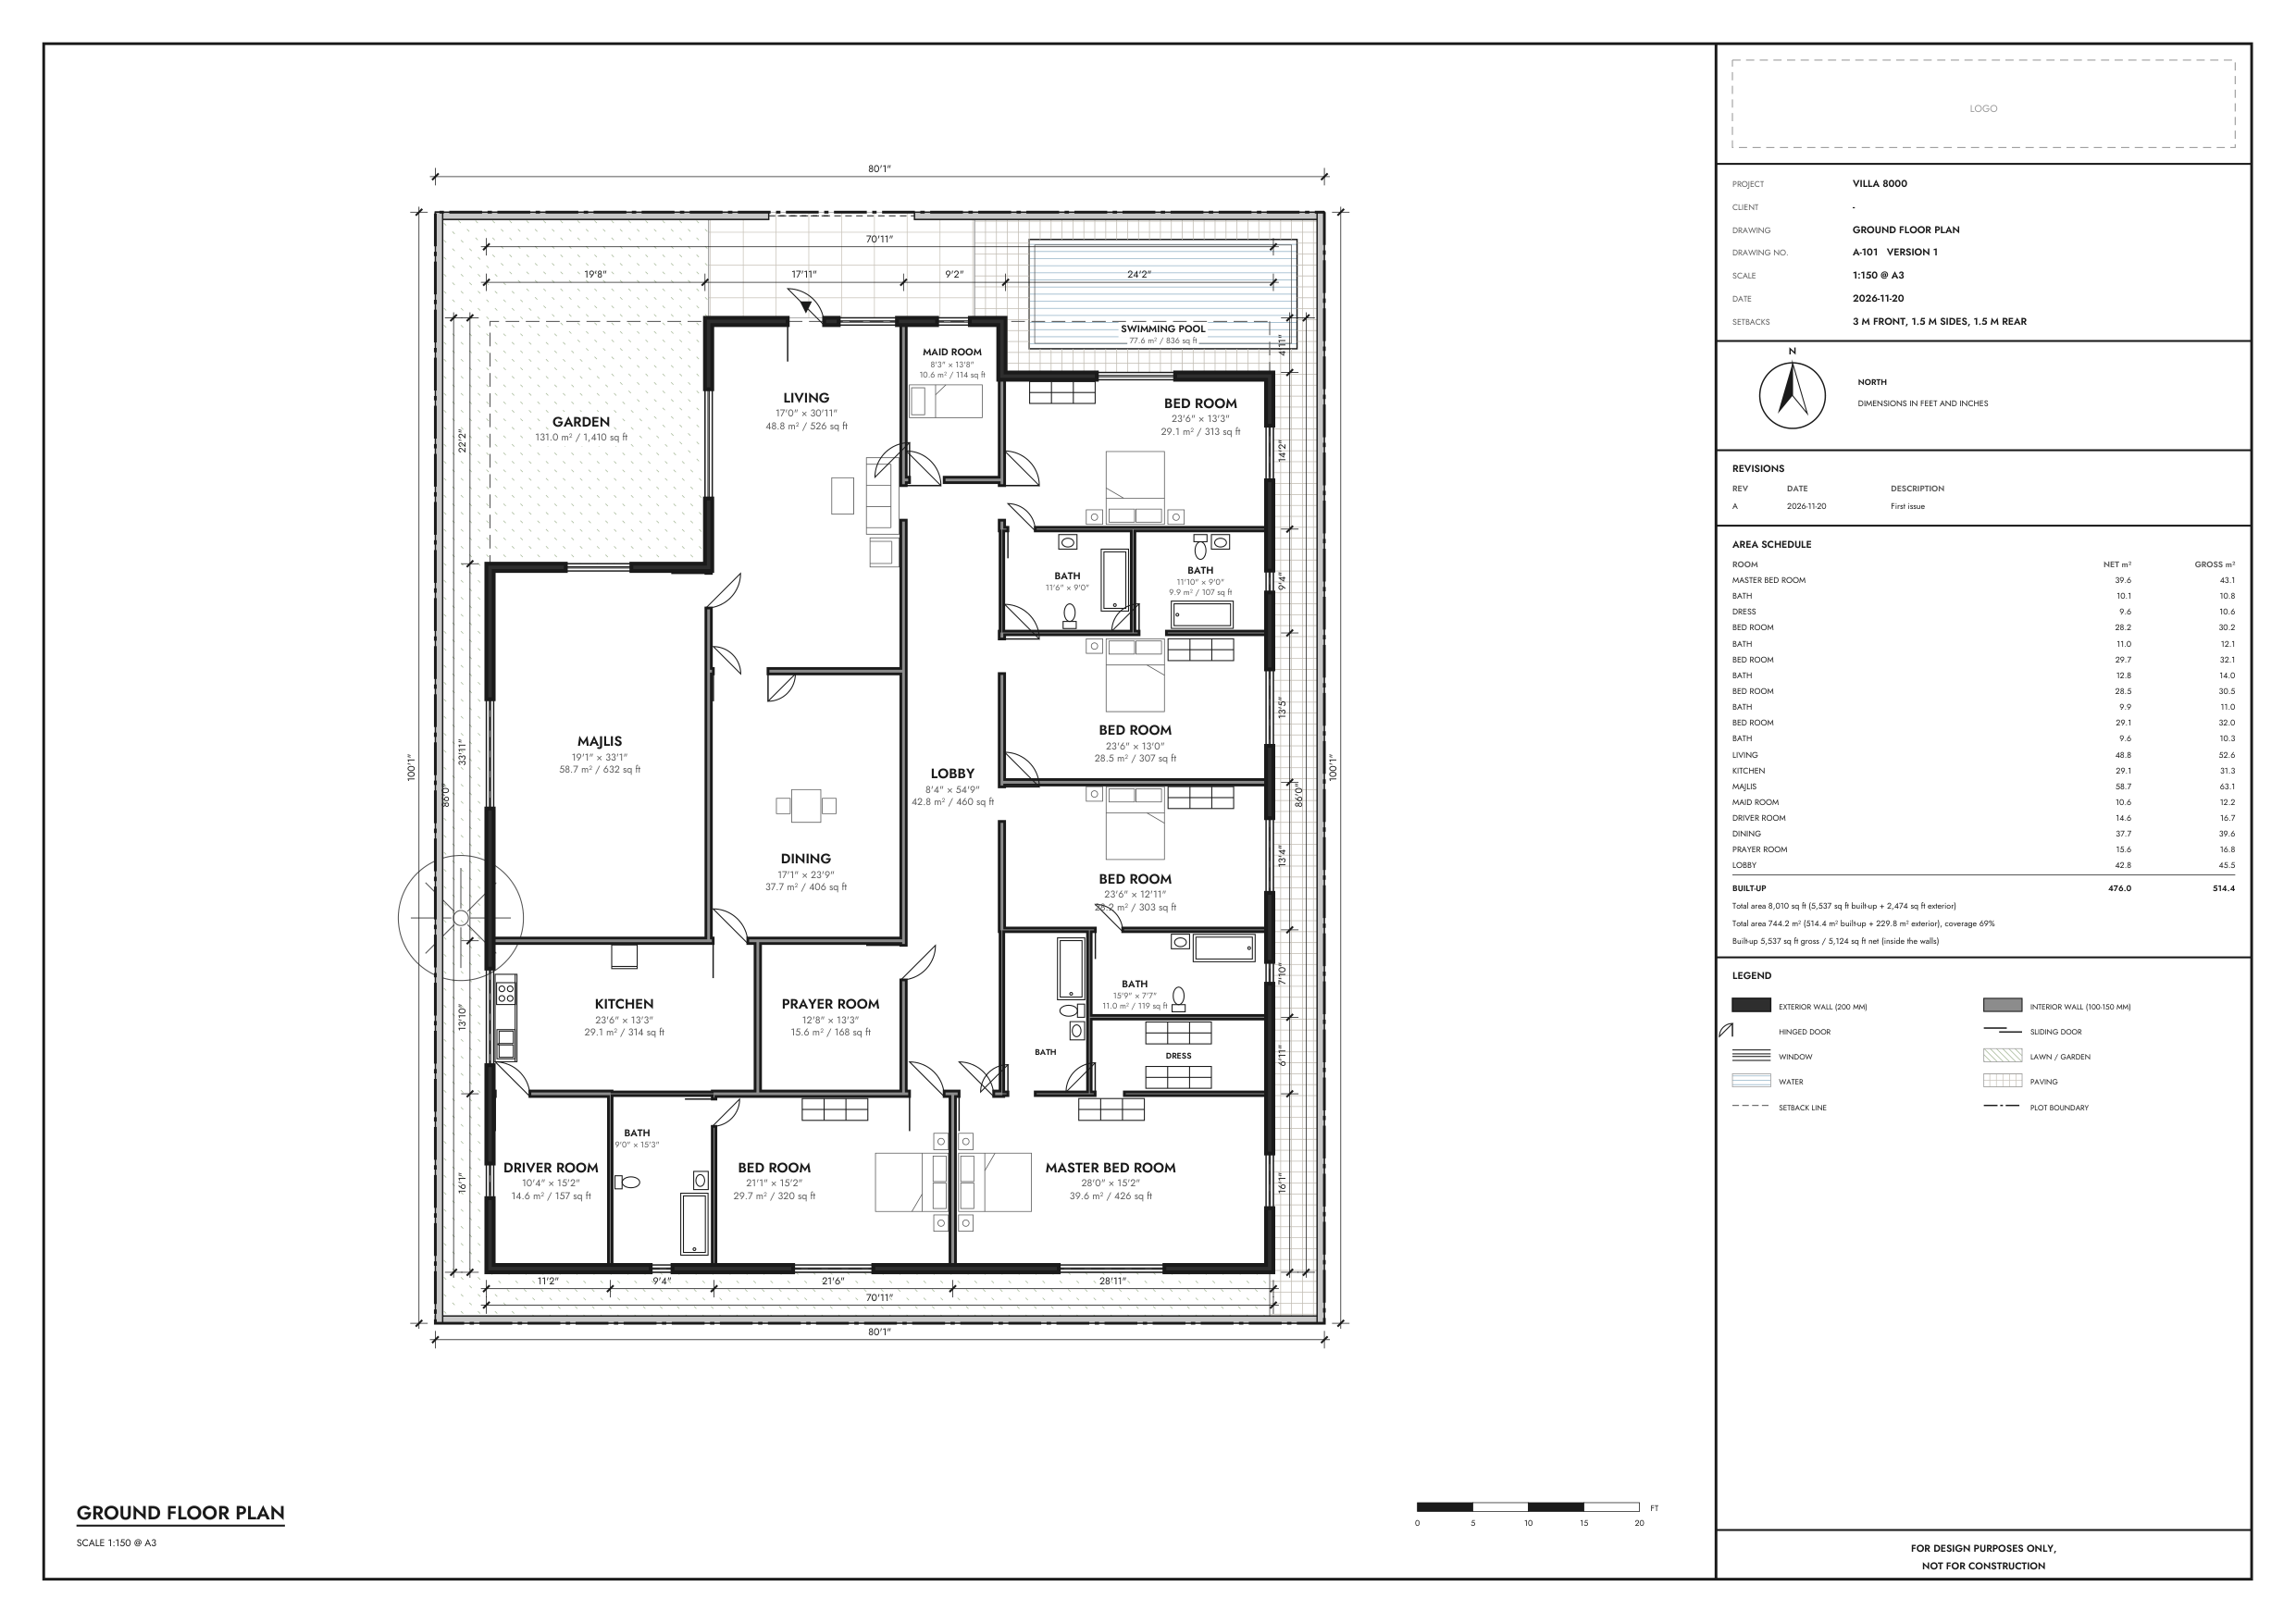 80'1"
70'11"
19'8"
17'11"
9'2"
24'2"
SWIMMING POOL
77.6 m² / 836 sq ft
4'11"
MAID ROOM
8'3" × 13'8"
10.6 m² / 114 sq ft
LIVING
17'0" × 30'11"
48.8 m² / 526 sq ft
BED ROOM
23'6" × 13'3"
29.1 m² / 313 sq ft
GARDEN
131.0 m² / 1,410 sq ft
22'2"
14'2"
BATH
11'6" × 9'0"
BATH
11'10" × 9'0"
9.9 m² / 107 sq ft
9'4"
MAJLIS
19'1" × 33'1"
58.7 m² / 632 sq ft
33'11"
100'1"
86'0"
BED ROOM
23'6" × 13'0"
28.5 m² / 307 sq ft
13'5"
LOBBY
8'4" × 54'9"
42.8 m² / 460 sq ft
100'1"
86'0"
DINING
17'1" × 23'9"
37.7 m² / 406 sq ft
BED ROOM
23'6" × 12'11"
28.2 m² / 303 sq ft
13'4"
KITCHEN
23'6" × 13'3"
29.1 m² / 314 sq ft
13'10"
PRAYER ROOM
12'8" × 13'3"
15.6 m² / 168 sq ft
BATH
15'9" × 7'7"
11.0 m² / 119 sq ft
7'10"
BATH
DRESS
6'11"
BATH
9'0" × 15'3"
DRIVER ROOM
10'4" × 15'2"
14.6 m² / 157 sq ft
16'1"
BED ROOM
21'1" × 15'2"
29.7 m² / 320 sq ft
MASTER BED ROOM
28'0" × 15'2"
39.6 m² / 426 sq ft
16'1"
11'2"
9'4"
21'6"
28'11"
70'11"
80'1"
GROUND FLOOR PLAN
SCALE 1:150 @ A3
FT
0 5 10 15 20
LOGO
PROJECT VILLA 8000
CLIENT -
DRAWING GROUND FLOOR PLAN
DRAWING NO. A-101 VERSION 1
SCALE 1:150 @ A3
DATE 2026-11-20
SETBACKS 3 M FRONT, 1.5 M SIDES, 1.5 M REAR
N
NORTH
DIMENSIONS IN FEET AND INCHES
REVISIONS
REV DATE DESCRIPTION
A 2026-11-20 First issue
AREA SCHEDULE
ROOM NET m² GROSS m²
MASTER BED ROOM 39.6 43.1
BATH 10.1 10.8
DRESS 9.6 10.6
BED ROOM 28.2 30.2
BATH 11.0 12.1
BED ROOM 29.7 32.1
BATH 12.8 14.0
BED ROOM 28.5 30.5
BATH 9.9 11.0
BED ROOM 29.1 32.0
BATH 9.6 10.3
LIVING 48.8 52.6
KITCHEN 29.1 31.3
MAJLIS 58.7 63.1
MAID ROOM 10.6 12.2
DRIVER ROOM 14.6 16.7
DINING 37.7 39.6
PRAYER ROOM 15.6 16.8
LOBBY 42.8 45.5
BUILT-UP 476.0 514.4
Total area 8,010 sq ft (5,537 sq ft built-up + 2,474 sq ft exterior)
Total area 744.2 m² (514.4 m² built-up + 229.8 m² exterior), coverage 69%
Built-up 5,537 sq ft gross / 5,124 sq ft net (inside the walls)
LEGEND
EXTERIOR WALL (200 MM) INTERIOR WALL (100-150 MM)
HINGED DOOR SLIDING DOOR
WINDOW LAWN / GARDEN
WATER PAVING
SETBACK LINE PLOT BOUNDARY
FOR DESIGN PURPOSES ONLY,
NOT FOR CONSTRUCTION